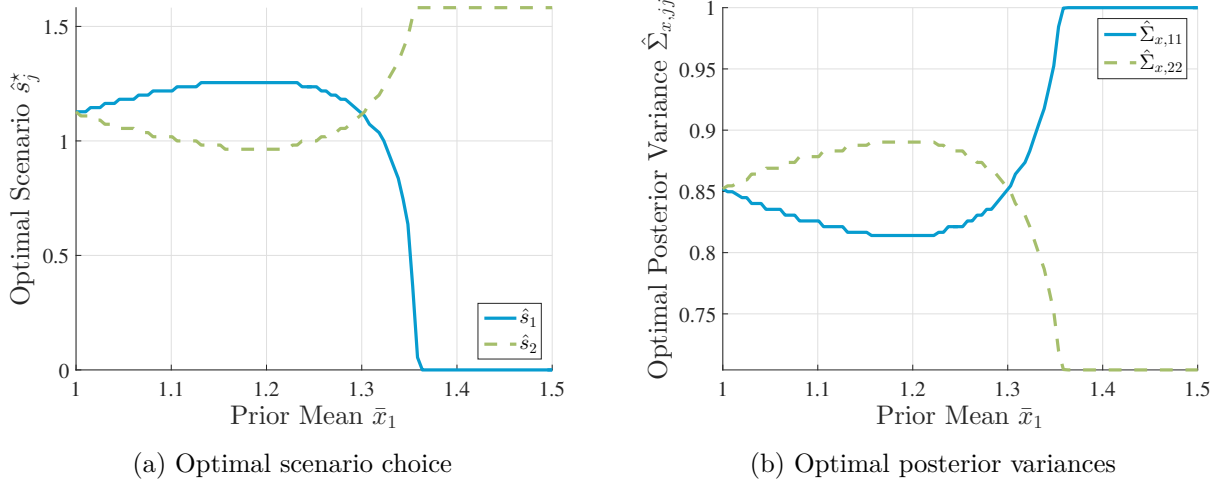 Optimal Scenario ŝ⋆j
1.5
1
0.5
0
1
1.1
1.2
1.3
1.4
1.5
Prior Mean x̄1
ŝ1
ŝ2
(a) Optimal scenario choice
Optimal Posterior Variance Σ̂x,jj
1
0.95
0.9
0.85
0.8
0.75
1
1.1
1.2
1.3
1.4
1.5
Prior Mean x̄1
Σ̂x,11
Σ̂x,22
(b) Optimal posterior variances